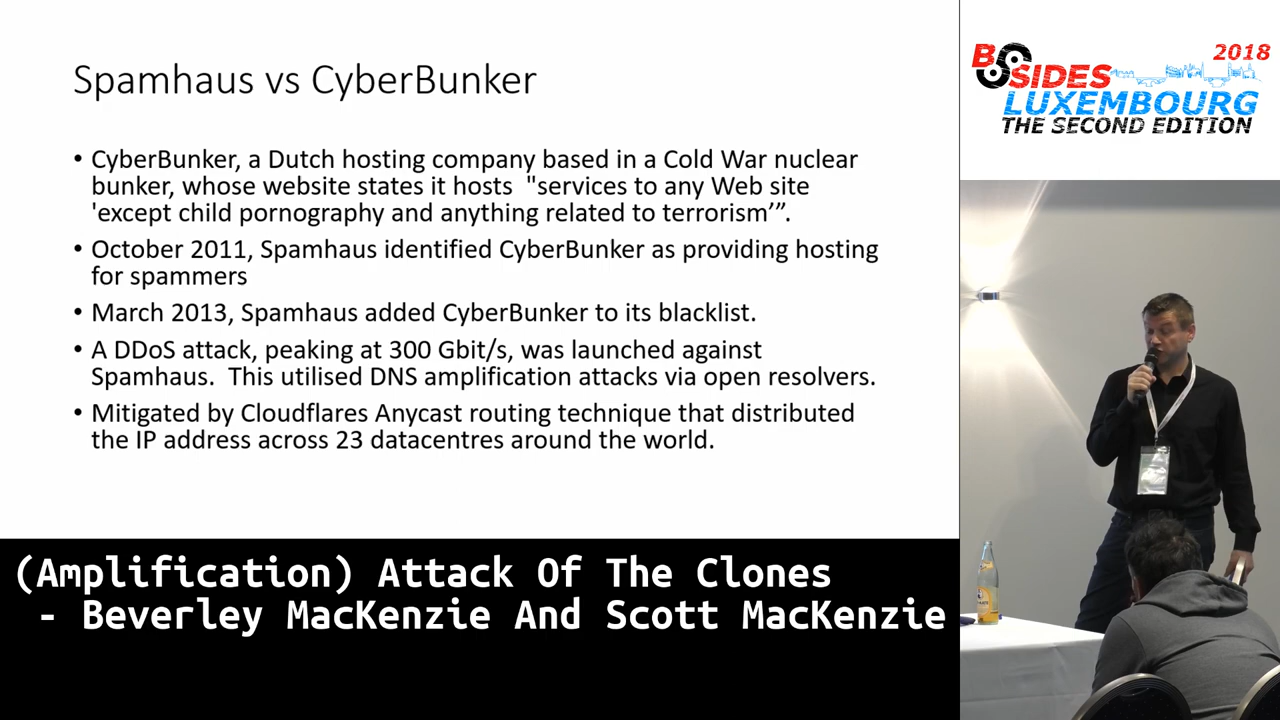 Spamhaus vs CyberBunker
• CyberBunker, a Dutch hosting company based in a Cold War nuclear
bunker, whose website states it hosts  "services to any Web site
'except child pornography and anything related to terrorism’”.
• October 2011, Spamhaus identified CyberBunker as providing hosting
for spammers
• March 2013, Spamhaus added CyberBunker to its blacklist.
• A DDoS attack, peaking at 300 Gbit/s, was launched against
Spamhaus.  This utilised DNS amplification attacks via open resolvers.
• Mitigated by Cloudflares Anycast routing technique that distributed
the IP address across 23 datacentres around the world.
(Amplification) Attack Of The Clones
- Beverley MacKenzie And Scott MacKenzie
2018
BSIDES
LUXEMBOURG
THE SECOND EDITION